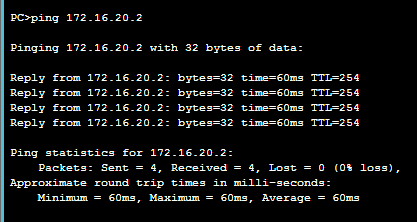 PC>ping 172.16.20.2
Pinging 172.16.20.2 with 32 bytes of data:
Reply from 172.16.20.2: bytes=32 time=60ms TTL=254
Reply from 172.16.20.2: bytes=32 time=60ms TTL=254
Reply from 172.16.20.2: bytes=32 time=60ms TTL=254
Reply from 172.16.20.2: bytes=32 time=60ms TTL=254
Ping statistics for 172.16.20.2:
Packets: Sent = 4, Received = 4, Lost = 0 (0% loss),
Approximate round trip times in milli-seconds:
Minimum = 60ms, Maximum = 60ms, Average = 60ms